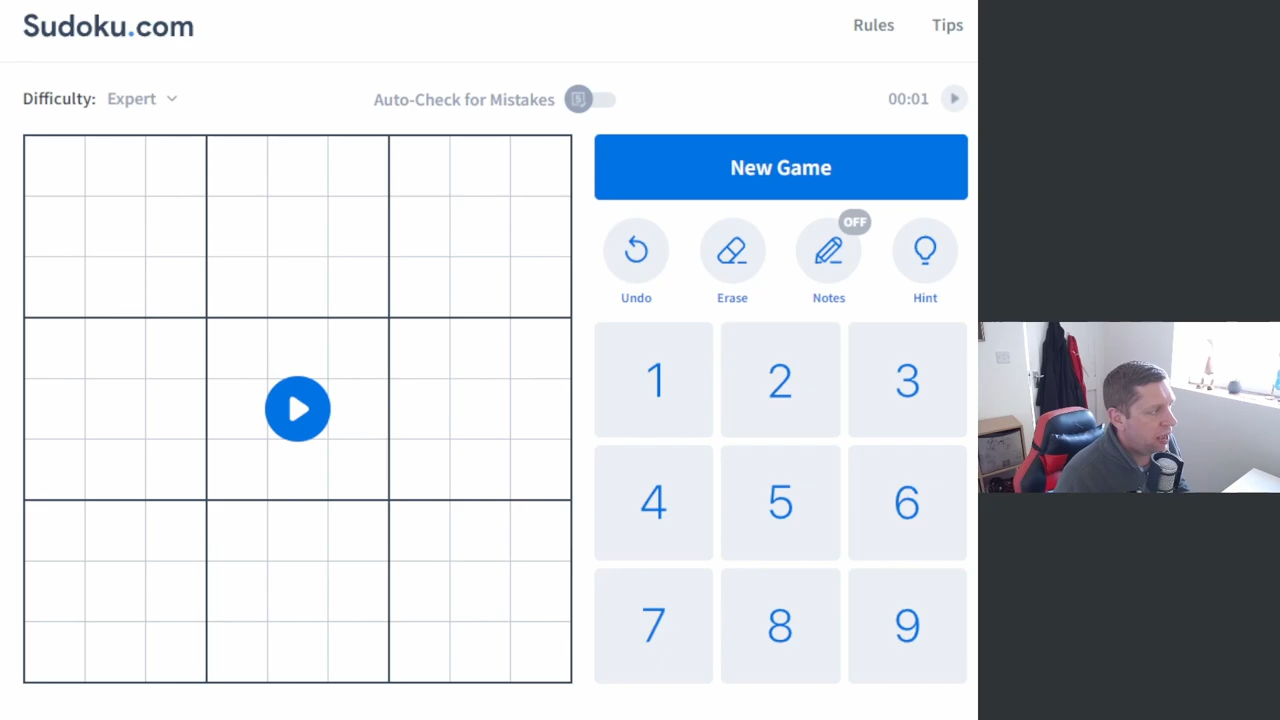 Sudoku.com
Rules Tips
Difficulty: Expert
Auto-Check for Mistakes
00:01
New Game
OFF
Undo Erase Notes Hint
1 2 3
4 5 6
7 8 9